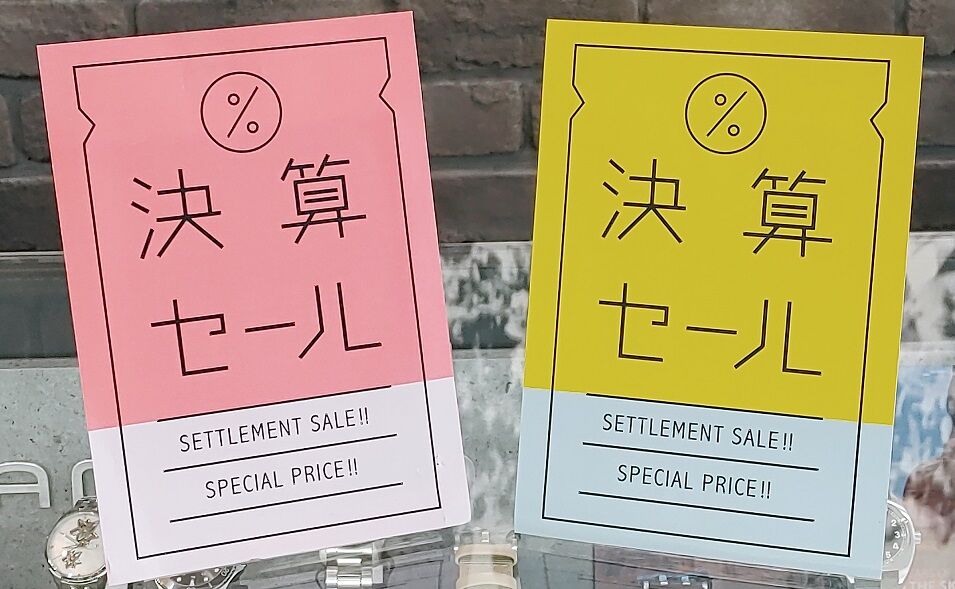 %
決算
セール
SETTLEMENT SALE!!
SPECIAL PRICE!!
%
決算
セール
SETTLEMENT SALE!!
SPECIAL PRICE!!